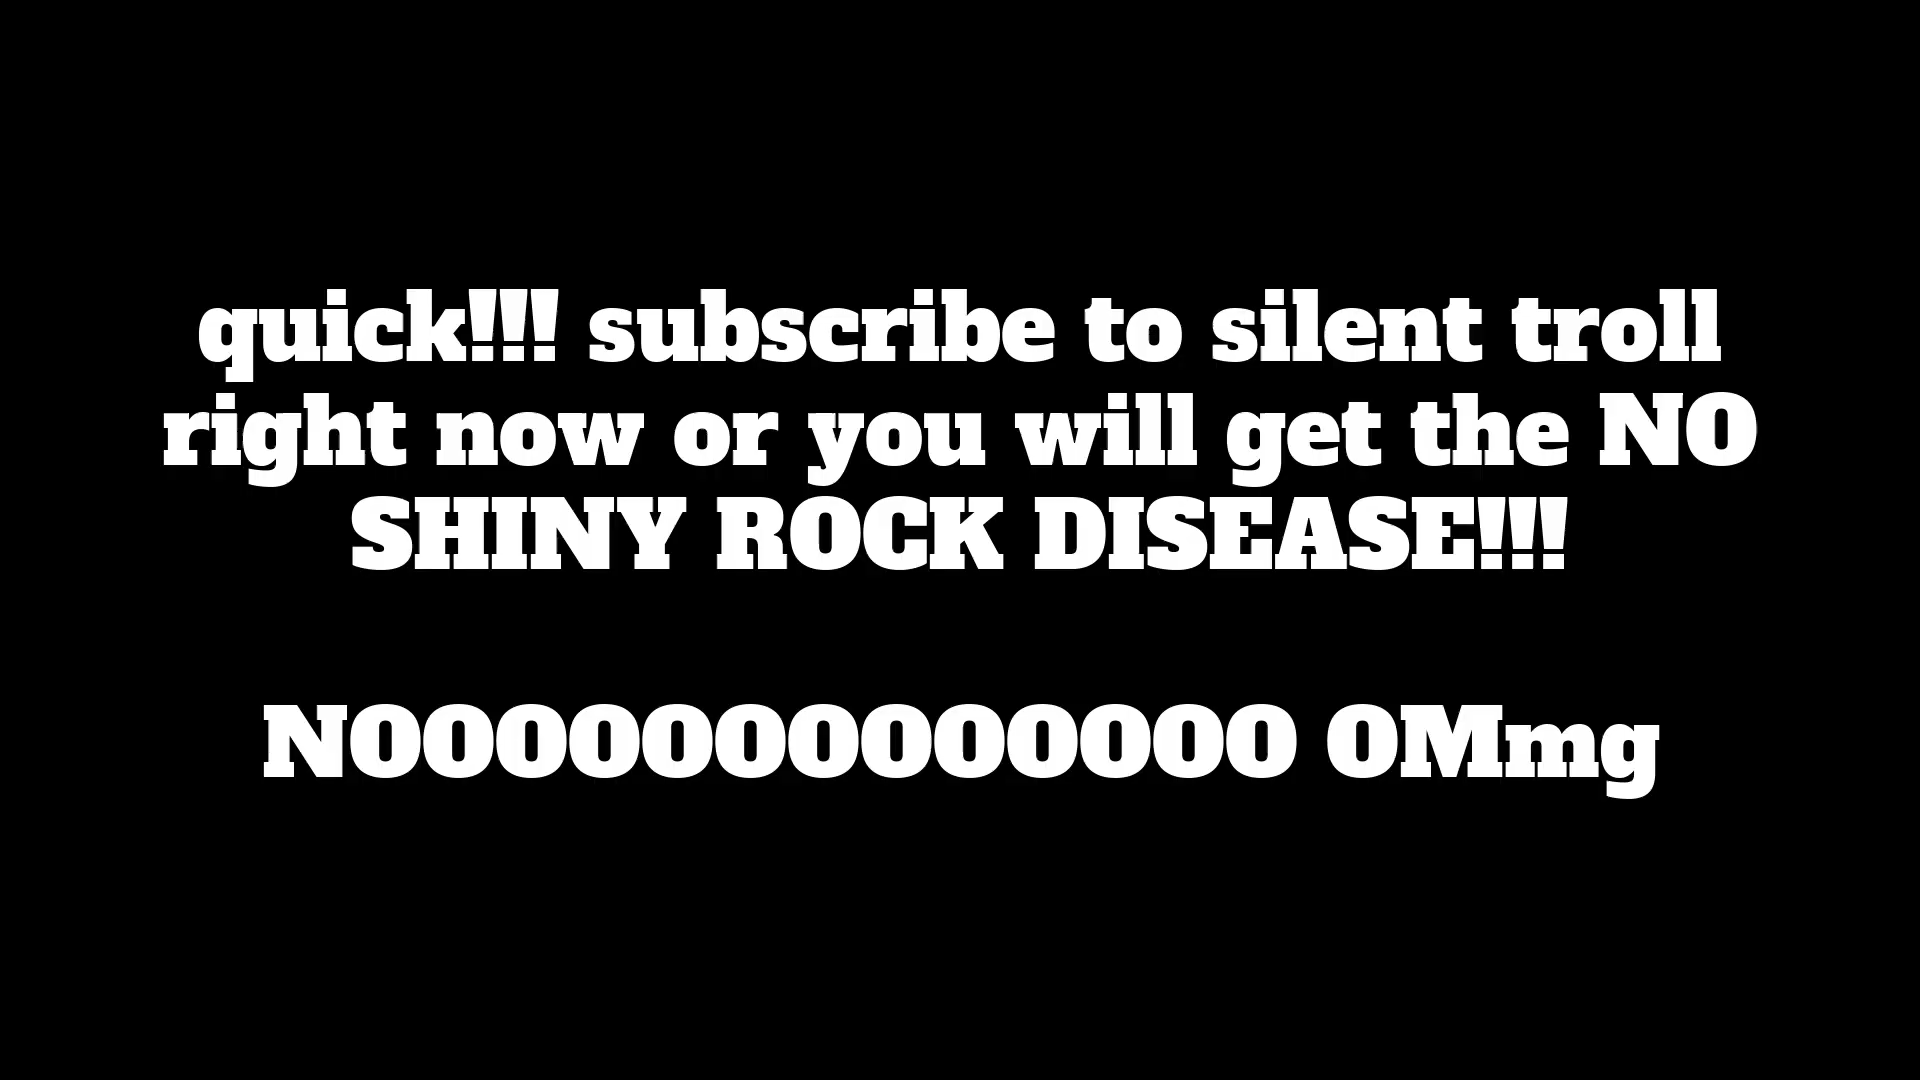 quick!!! subscribe to silent troll
right now or you will get the NO
SHINY ROCK DISEASE!!!
NOOOOOOOOOOOOO OMmg